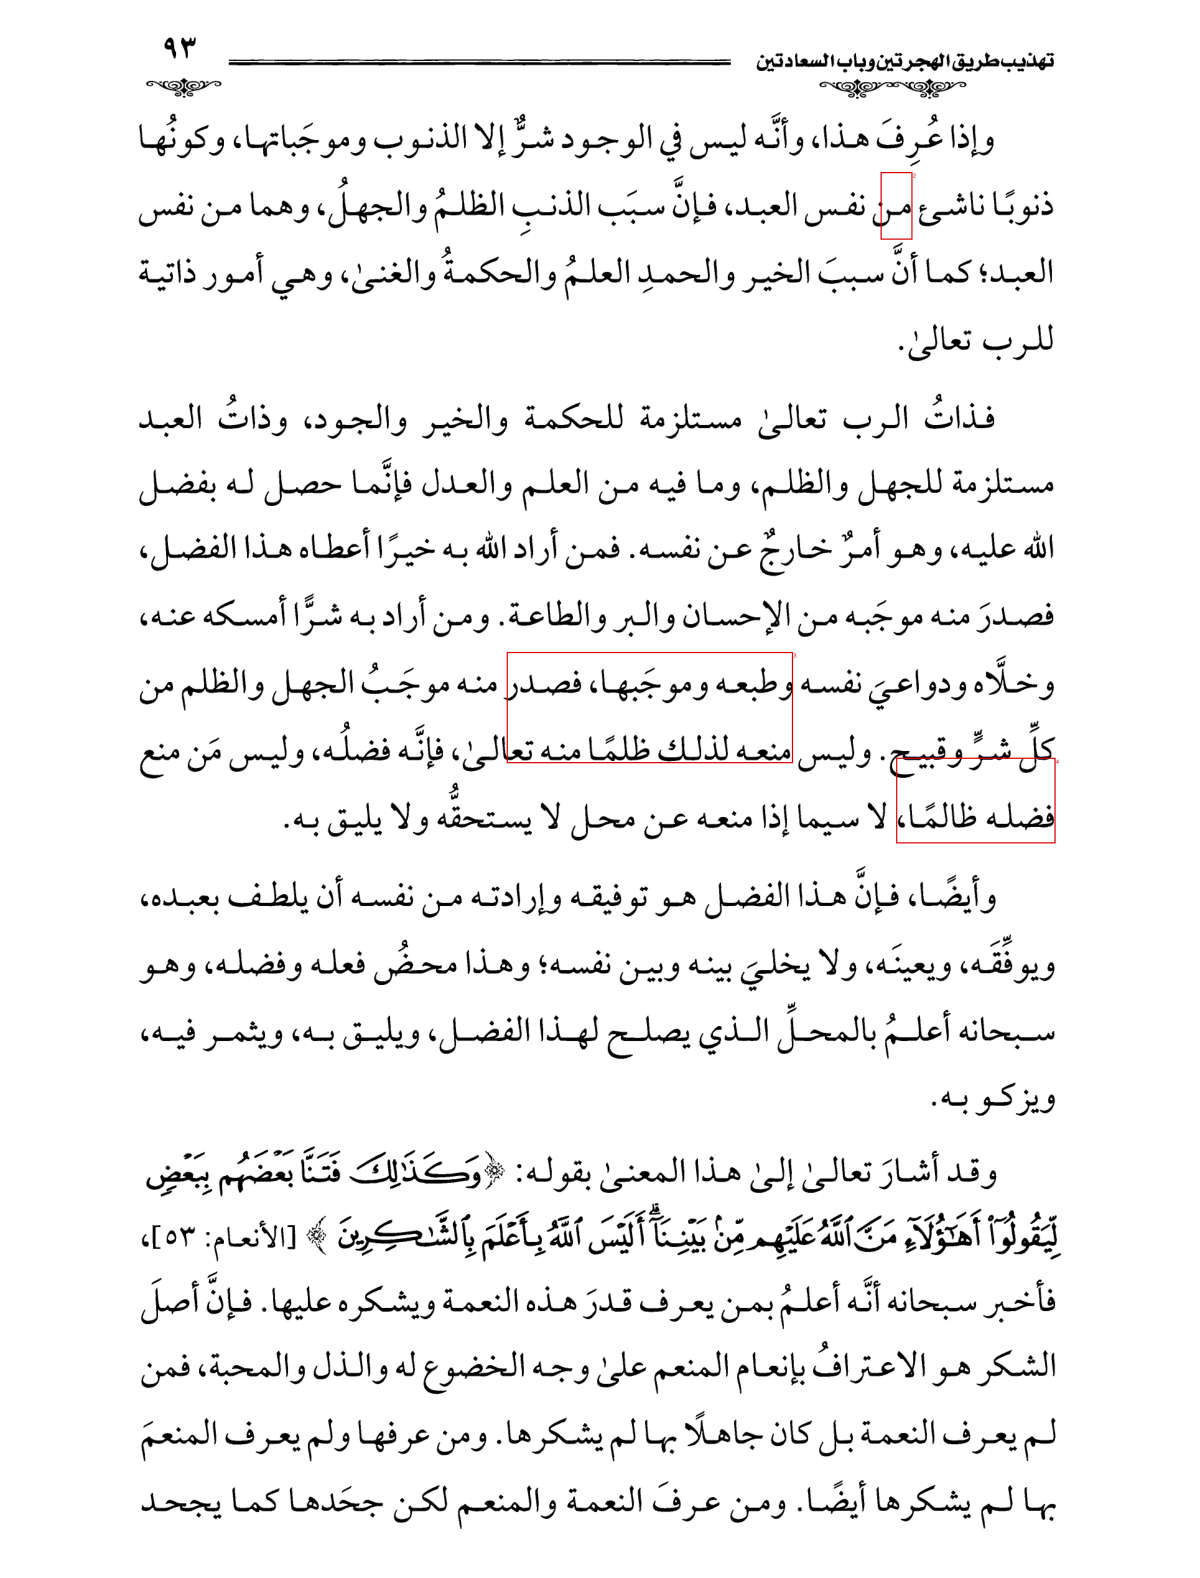 تهذيب طريق الهجرتين وباب السعادتين
٩٣
وإذا عُرِفَ هذا، وأنَّه ليس في الوجود شرٌّ إلا الذنوب وموجَباتها، وكونُها
ذنوبًا ناشئ من نفس العبد، فإنَّ سبَب الذنبِ الظلمُ والجهلُ، وهما من نفس
العبد؛ كما أنَّ سببَ الخير والحمدِ العلمُ والحكمةُ والغنىٰ، وهي أمور ذاتية
للرب تعالىٰ.
فذاتُ الرب تعالىٰ مستلزمة للحكمة والخير والجود، وذاتُ العبد
مستلزمة للجهل والظلم، وما فيه من العلم والعدل فإنَّما حصل له بفضل
الله عليه، وهو أمرٌ خارجٌ عن نفسه. فمن أراد الله به خيرًا أعطاه هذا الفضل،
فصدرَ منه موجَبه من الإحسان والبر والطاعة. ومن أراد به شرًّا أمسكه عنه،
وخلَّاه ودواعيَ نفسه وطبعه وموجَبها، فصدر منه موجَبُ الجهل والظلم من
كلِّ شرٍّ وقبيح. وليس منعه لذلك ظلمًا منه تعالىٰ، فإنَّه فضلُه، وليس مَن منع
فضله ظالمًا، لا سيما إذا منعه عن محل لا يستحقُّه ولا يليق به.
وأيضًا، فإنَّ هذا الفضل هو توفيقه وإرادته من نفسه أن يلطف بعبده،
ويوفِّقَه، ويعينَه، ولا يخليَ بينه وبين نفسه؛ وهذا محضُ فعله وفضله، وهو
سبحانه أعلمُ بالمحلِّ الذي يصلح لهذا الفضل، ويليق به، ويثمر فيه،
ويزكو به.
وقد أشارَ تعالىٰ إلىٰ هذا المعنىٰ بقوله: ﴿وَكَذَٰلِكَ فَتَنَّا بَعۡضَهُم بِبَعۡضٖ
لِّيَقُولُوٓاْ أَهَٰٓؤُلَآءِ مَنَّ ٱللَّهُ عَلَيۡهِم مِّنۢ بَيۡنِنَآۗ أَلَيۡسَ ٱللَّهُ بِأَعۡلَمَ بِٱلشَّٰكِرِينَ﴾ [الأنعام: ٥٣]،
فأخبر سبحانه أنَّه أعلمُ بمن يعرف قدرَ هذه النعمة ويشكره عليها. فإنَّ أصلَ
الشكر هو الاعترافُ بإنعام المنعم علىٰ وجه الخضوع له والذل والمحبة، فمن
لم يعرف النعمة بل كان جاهلًا بها لم يشكرها. ومن عرفها ولم يعرف المنعمَ
بها لم يشكرها أيضًا. ومن عرفَ النعمة والمنعم لكن جحَدها كما يجحد